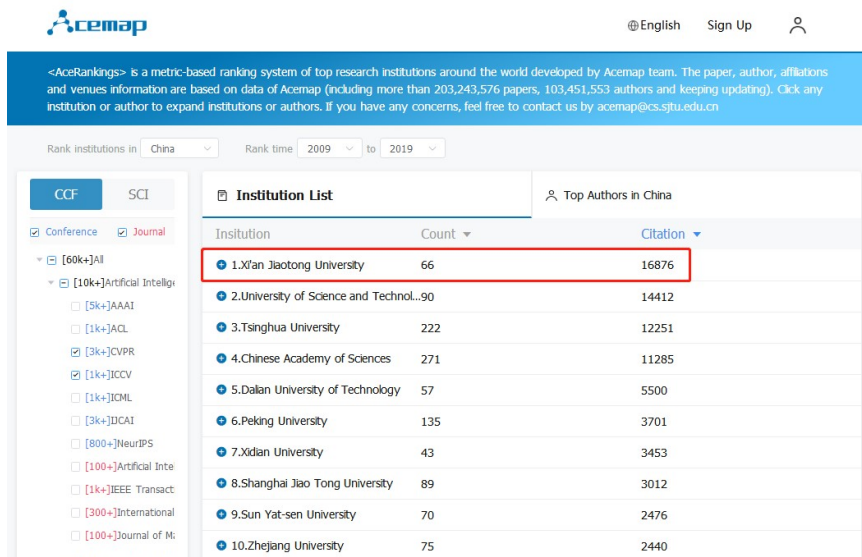 Acemap
English Sign Up
<AceRankings> is a metric-based ranking system of top research institutions around the world developed by Acemap team. The paper, author, affiliations
and venues information are based on data of Acemap (including more than 203,243,576 papers, 103,451,553 authors and keeping updating). Click any
institution or author to expand institutions or authors. If you have any concerns, feel free to contact us by acemap@cs.sjtu.edu.cn
Rank institutions in China Rank time 2009 to 2019
CCF SCI
Conference Journal
[60k+]All
[10k+]Artificial Intellige
[5k+]AAAI
[1k+]ACL
[3k+]CVPR
[1k+]ICCV
[1k+]ICML
[3k+]IJCAI
[800+]NeurIPS
[100+]Artificial Inte
[1k+]IEEE Transact
[300+]International
[100+]Journal of Ma
Institution List
Top Authors in China
Insitution Count Citation
1.Xi'an Jiaotong University 66 16876
2.University of Science and Technol...90 14412
3.Tsinghua University 222 12251
4.Chinese Academy of Sciences 271 11285
5.Dalian University of Technology 57 5500
6.Peking University 135 3701
7.Xidian University 43 3453
8.Shanghai Jiao Tong University 89 3012
9.Sun Yat-sen University 70 2476
10.Zhejiang University 75 2440